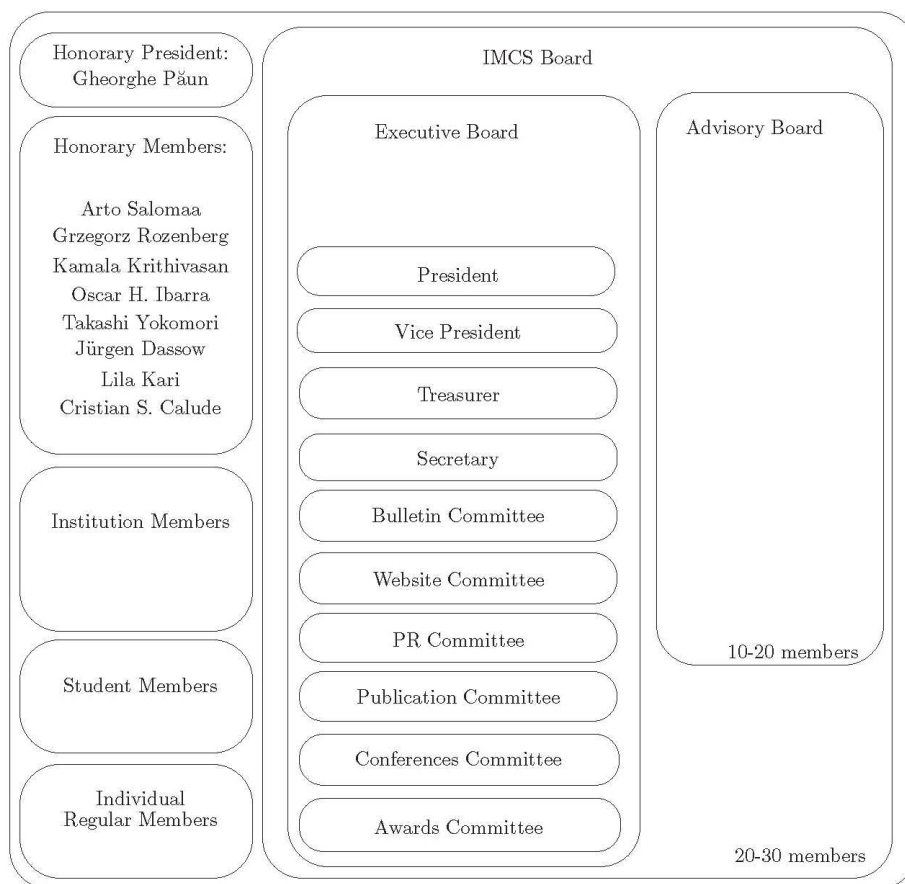 Honorary President:
Gheorghe Păun
Honorary Members:
Arto Salomaa
Grzegorz Rozenberg
Kamala Krithivasan
Oscar H. Ibarra
Takashi Yokomori
Jürgen Dassow
Lila Kari
Cristian S. Calude
Institution Members
Student Members
Individual
Regular Members
IMCS Board
Executive Board
President
Vice President
Treasurer
Secretary
Bulletin Committee
Website Committee
PR Committee
Publication Committee
Conferences Committee
Awards Committee
Advisory Board
10-20 members
20-30 members